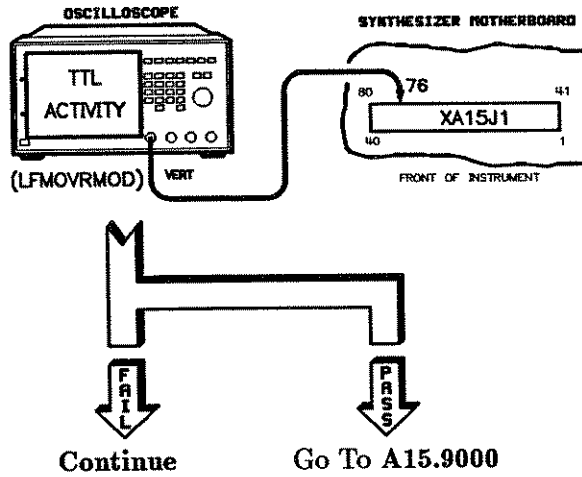 OSCILLOSCOPE
SYNTHESIZER MOTHERBOARD
TTL
ACTIVITY
76
80
41
XA15J1
40
1
(LFMOVRMOD)
VERT
FRONT OF INSTRUMENT
FAIL
PASS
Continue
Go To A15.9000